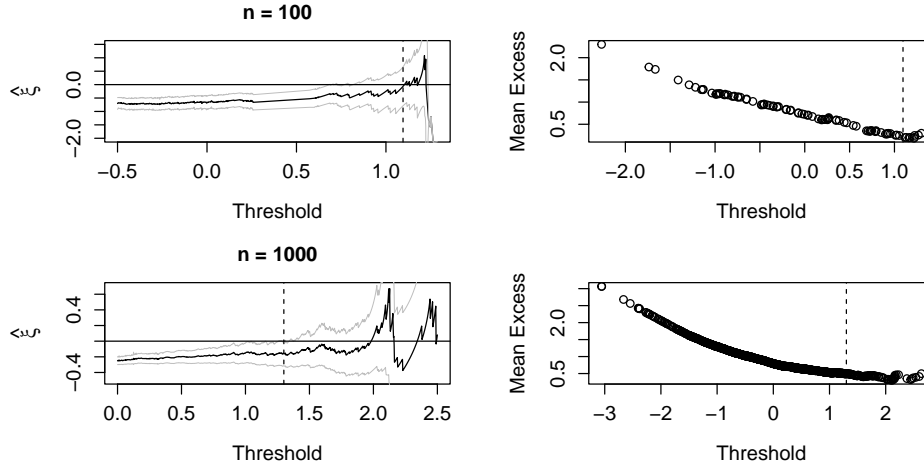 n = 100
ξ̂
0.0
−2.0
−0.5 0.0 0.5 1.0
Threshold
Mean Excess
2.0
0.5
−2.0 −1.0 0.0 0.5 1.0
Threshold
n = 1000
ξ̂
0.4
−0.4
0.0 0.5 1.0 1.5 2.0 2.5
Threshold
Mean Excess
2.0
0.5
−3 −2 −1 0 1 2
Threshold